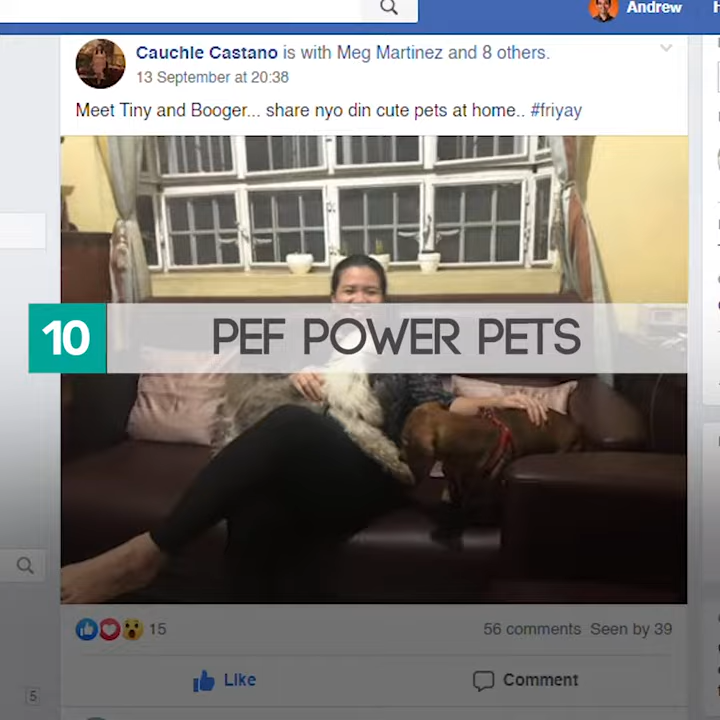 Andrew
Cauchle Castano is with Meg Martinez and 8 others.
13 September at 20:38
Meet Tiny and Booger... share nyo din cute pets at home.. #friyay
10 PEF POWER PETS
15 56 comments Seen by 39
Like Comment
5